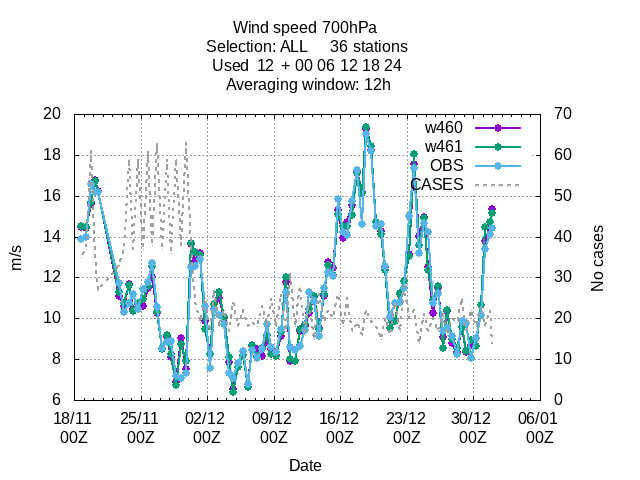 Wind speed 700hPa
Selection: ALL     36 stations
Used  12  + 00 06 12 18 24
Averaging window: 12h
20 70
w460
w461
OBS
CASES
18 60
16 50
14 40
12 30
10 20
8 10
6 0
m/s
No cases
18/11 25/11 02/12 09/12 16/12 23/12 30/12 06/01
00Z 00Z 00Z 00Z 00Z 00Z 00Z 00Z
Date